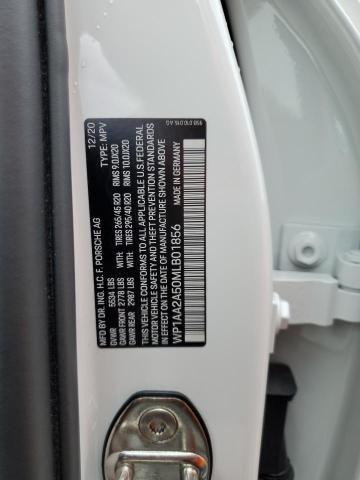 12/20
TYPE: MPV
MFD BY DR. ING. H.C. F. PORSCHE AG
GVWR 5534 LBS
GAWR FRONT 2778 LBS WITH: TIRES 265/45 R20 RIMS 9.0JX20
GAWR REAR 2987 LBS WITH: TIRES 295/40 R20 RIMS 10.0JX20
THIS VEHICLE CONFORMS TO ALL APPLICABLE U.S. FEDERAL
MOTOR VEHICLE SAFETY AND THEFT PREVENTION STANDARDS
IN EFFECT ON THE DATE OF MANUFACTURE SHOWN ABOVE
WP1AA2A50MLB01856 MADE IN GERMANY